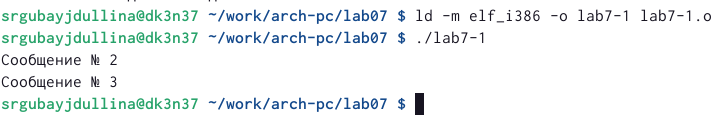 srgubayjdullina@dk3n37 ~/work/arch-pc/lab07 $ ld -m elf_i386 -o lab7-1 lab7-1.o
srgubayjdullina@dk3n37 ~/work/arch-pc/lab07 $ ./lab7-1
Сообщение № 2
Сообщение № 3
srgubayjdullina@dk3n37 ~/work/arch-pc/lab07 $